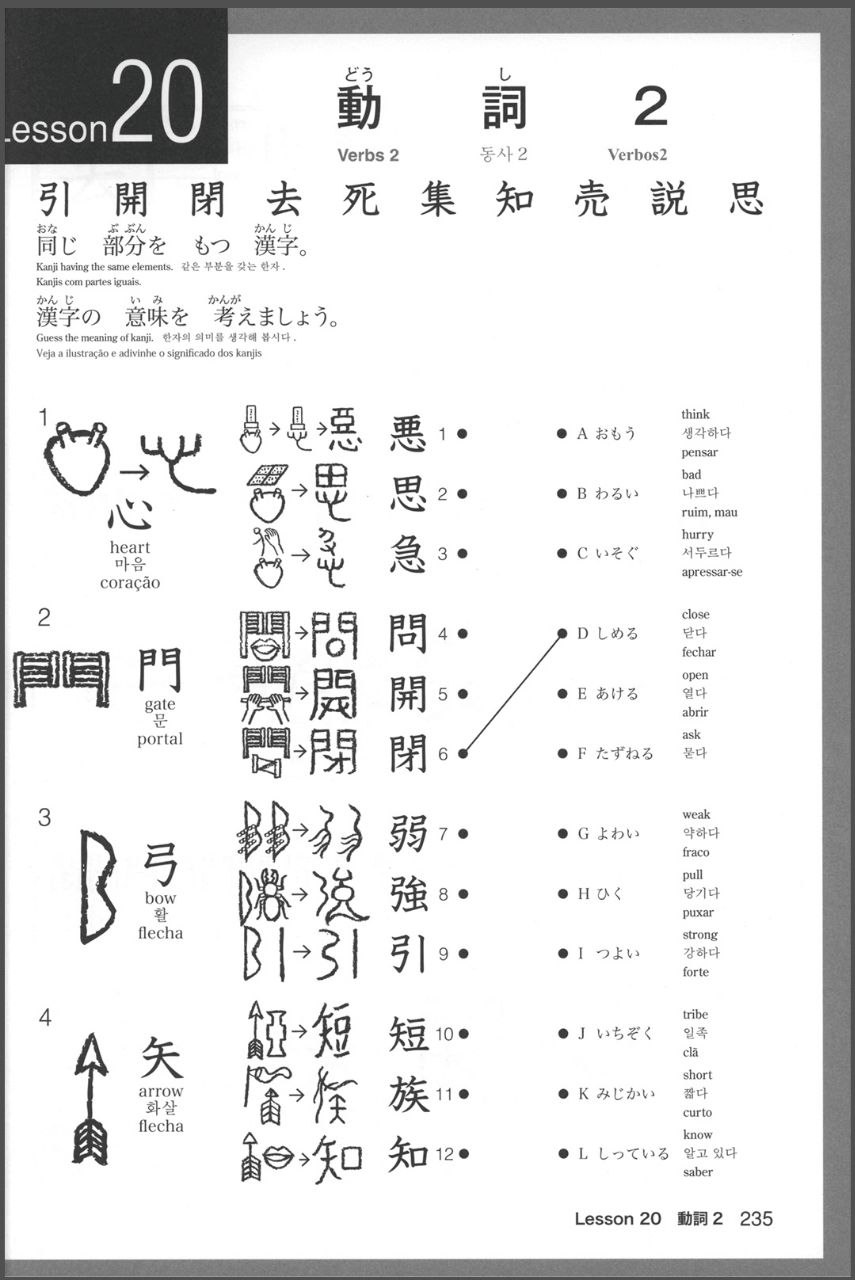 Lesson 20
どう し
動 詞 2
Verbs 2 동사 2 Verbos2
引 開 閉 去 死 集 知 売 説 思
おな ぶ ぶん かん じ
同じ 部分を もつ 漢字。
Kanji having the same elements. 같은 부분을 갖는 한자 .
Kanjis com partes iguais.
かん じ い み かんが
漢字の 意味を 考えましょう。
Guess the meaning of kanji. 한자의 의미를 생각해 봅시다 .
Veja a ilustração e adivinhe o significado dos kanjis
1
心
heart
마음
coração
悪 1 ● ● A おもう
think
생각하다
pensar
思 2 ● ● B わるい
bad
나쁘다
ruim, mau
急 3 ● ● C いそぐ
hurry
서두르다
apressar-se
2
門
gate
문
portal
問 4 ● ● D しめる
close
닫다
fechar
開 5 ● ● E あける
open
열다
abrir
閉 6 ● ● F たずねる
ask
묻다
3
弓
bow
활
flecha
弱 7 ● ● G よわい
weak
약하다
fraco
強 8 ● ● H ひく
pull
당기다
puxar
引 9 ● ● I つよい
strong
강하다
forte
4
矢
arrow
화살
flecha
短 10 ● ● J いちぞく
tribe
일족
clã
族 11 ● ● K みじかい
short
짧다
curto
知 12 ● ● L しっている
know
알고 있다
saber
Lesson 20 動詞 2 235